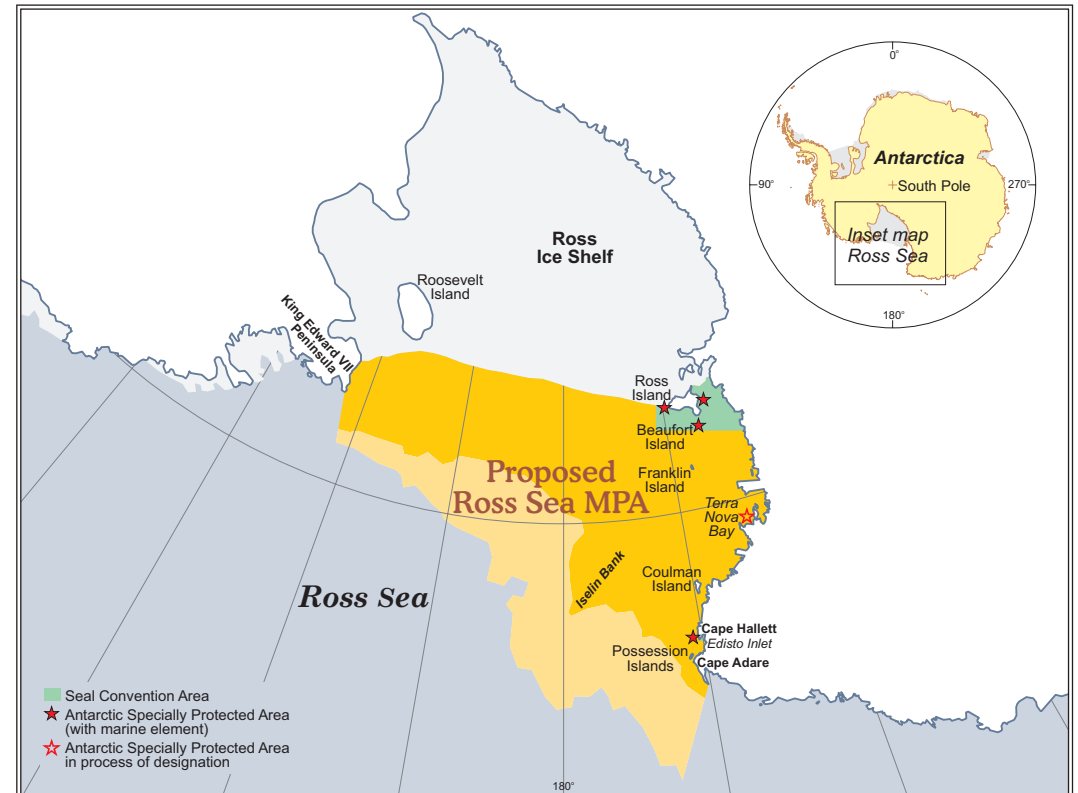 0°
Antarctica
90°
South Pole
270°
Inset map
Ross Sea
180°
Ross
Ice Shelf
Roosevelt
Island
King Edward VII
Peninsula
Ross
Island
Beaufort
Island
Franklin
Island
Proposed
Ross Sea MPA
Terra
Nova
Bay
Iselin Bank
Coulman
Island
Ross Sea
Cape Hallett
Edisto Inlet
Possession
Islands
Cape Adare
Seal Convention Area
Antarctic Specially Protected Area
(with marine element)
Antarctic Specially Protected Area
in process of designation
180°